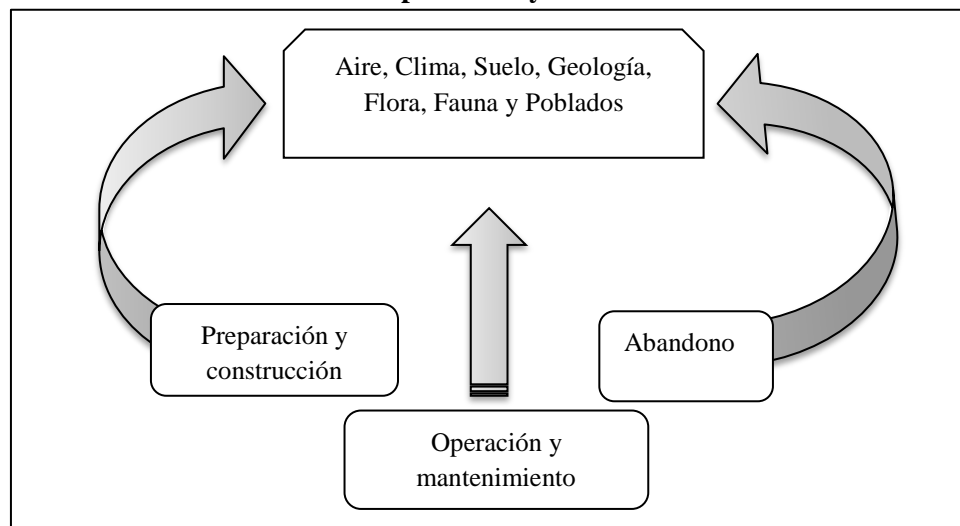 Aire, Clima, Suelo, Geología,
Flora, Fauna y Poblados
Preparación y
construcción
Abandono
Operación y
mantenimiento